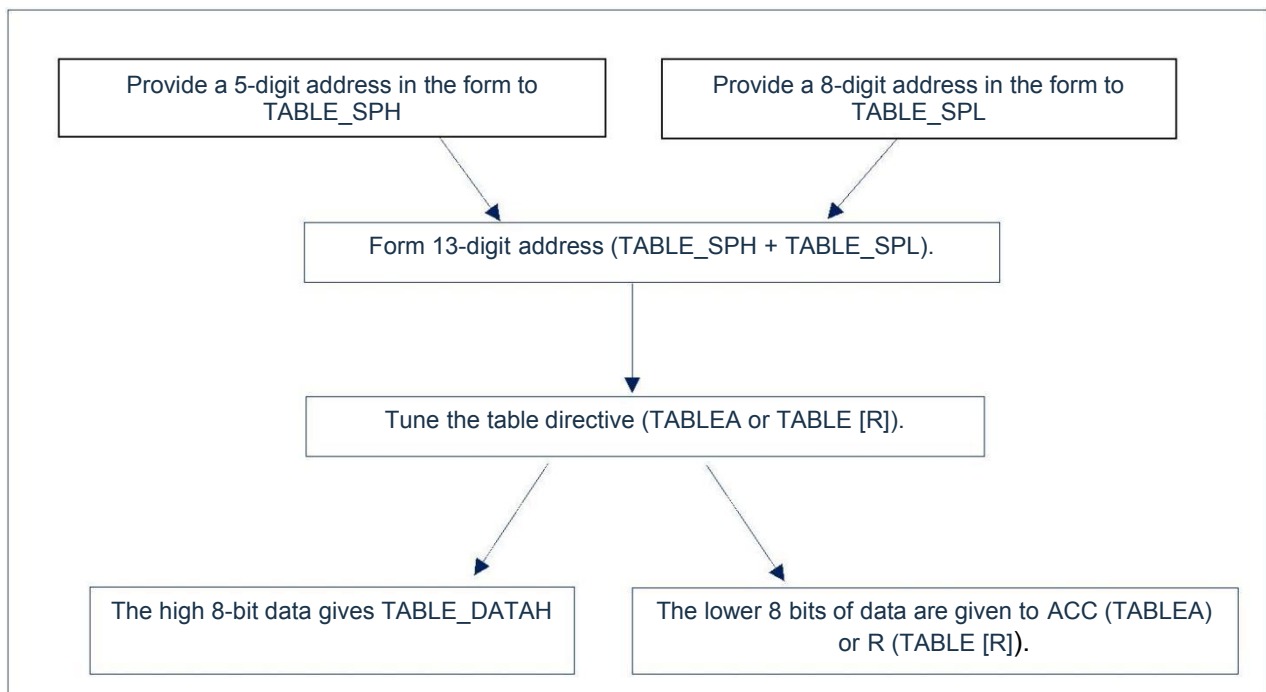 Provide a 5-digit address in the form to
TABLE_SPH
Provide a 8-digit address in the form to
TABLE_SPL
Form 13-digit address (TABLE_SPH + TABLE_SPL).
Tune the table directive (TABLEA or TABLE [R]).
The high 8-bit data gives TABLE_DATAH
The lower 8 bits of data are given to ACC (TABLEA)
or R (TABLE [R]).